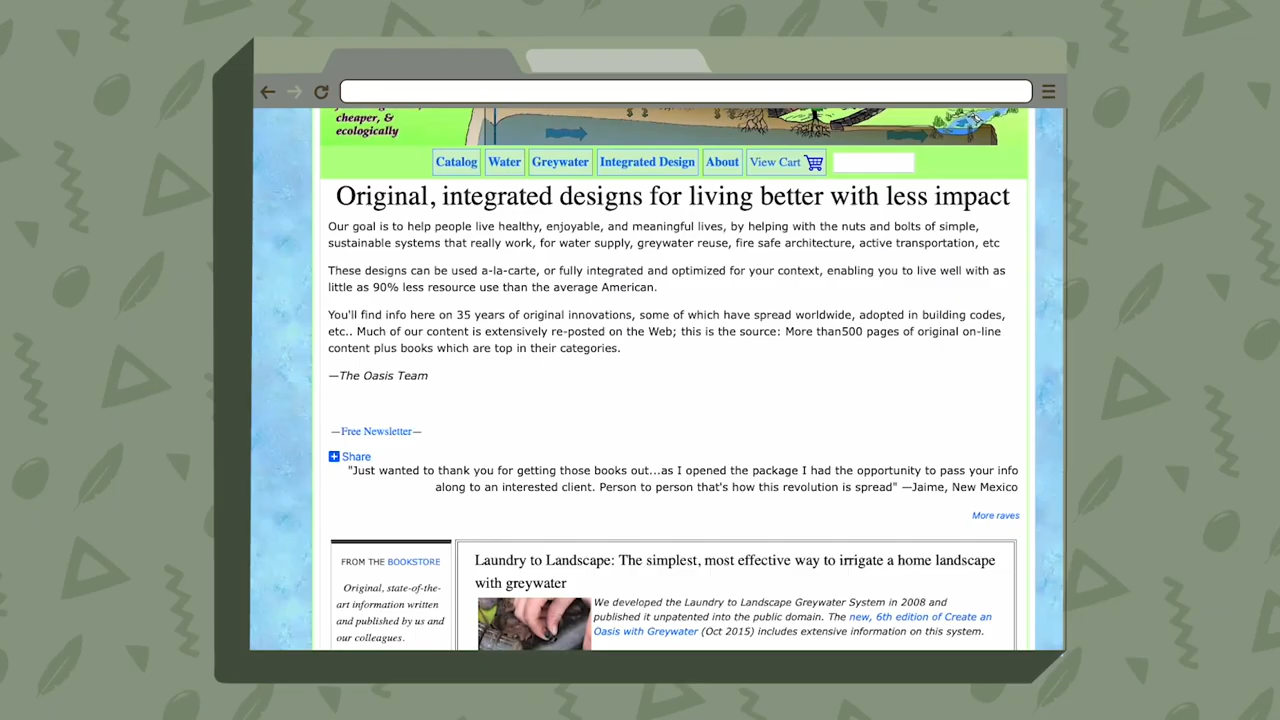 cheaper, &
ecologically
Catalog Water Greywater Integrated Design About View Cart
Original, integrated designs for living better with less impact
Our goal is to help people live healthy, enjoyable, and meaningful lives, by helping with the nuts and bolts of simple,
sustainable systems that really work, for water supply, greywater reuse, fire safe architecture, active transportation, etc
These designs can be used a-la-carte, or fully integrated and optimized for your context, enabling you to live well with as
little as 90% less resource use than the average American.
You'll find info here on 35 years of original innovations, some of which have spread worldwide, adopted in building codes,
etc.. Much of our content is extensively re-posted on the Web; this is the source: More than500 pages of original on-line
content plus books which are top in their categories.
—The Oasis Team
—Free Newsletter—
Share
"Just wanted to thank you for getting those books out...as I opened the package I had the opportunity to pass your info
along to an interested client. Person to person that's how this revolution is spread" —Jaime, New Mexico
More raves
FROM THE BOOKSTORE
Original, state-of-the-
art information written
and published by us and
our colleagues.
Laundry to Landscape: The simplest, most effective way to irrigate a home landscape
with greywater
We developed the Laundry to Landscape Greywater System in 2008 and
published it unpatented into the public domain. The new, 6th edition of Create an
Oasis with Greywater (Oct 2015) includes extensive information on this system.